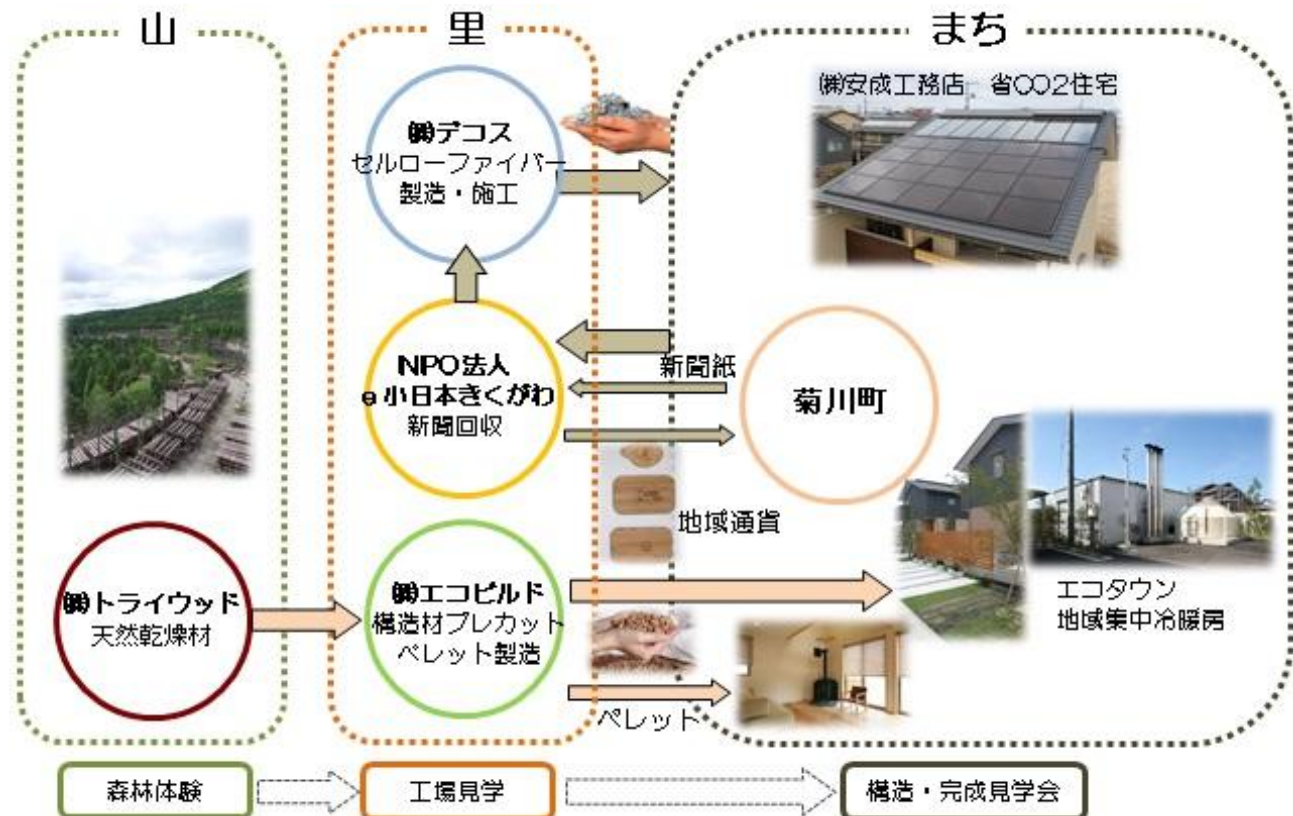 山
里
まち
㈱安成工務店　省CO2住宅
㈱デコス
セルローファイバー
製造・施工
NPO法人
e小日本きくがわ
新聞回収
新聞紙
菊川町
地域通貨
㈱トライウッド
天然乾燥材
㈱エコビルド
構造材プレカット
ペレット製造
エコタウン
地域集中冷暖房
ペレット
森林体験
工場見学
構造・完成見学会